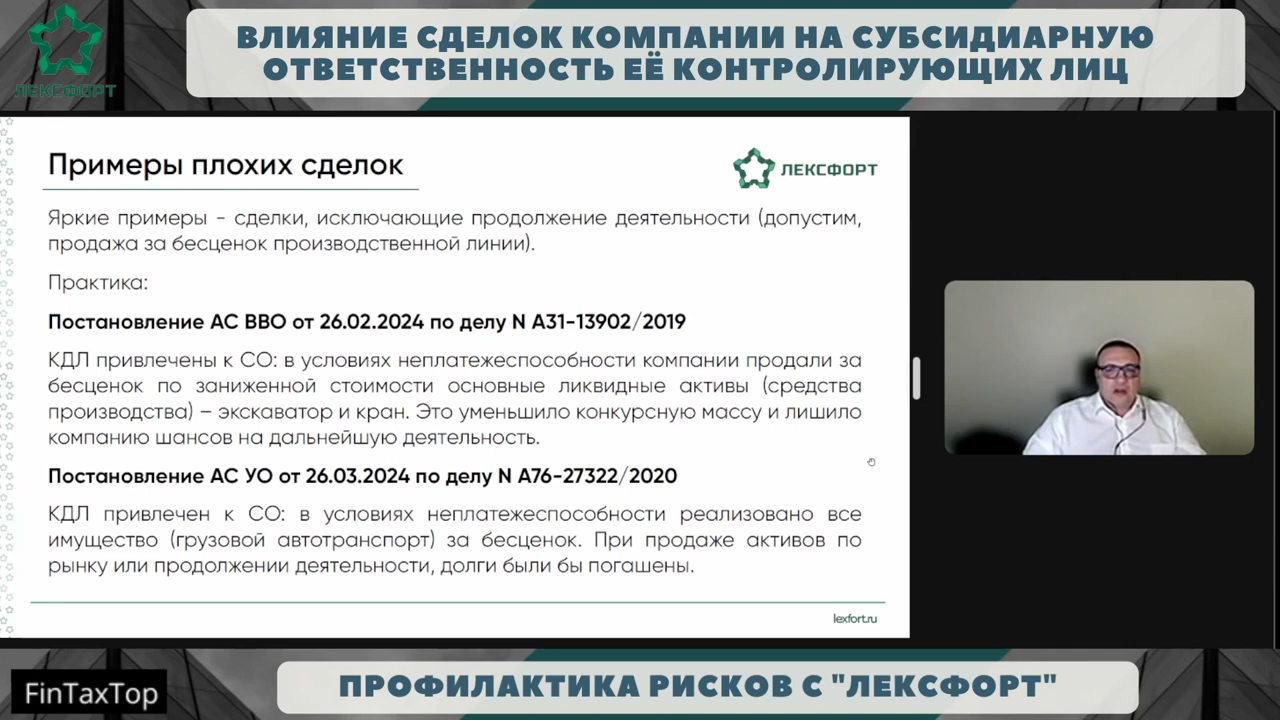 ВЛИЯНИЕ СДЕЛОК КОМПАНИИ НА СУБСИДИАРНУЮ
ОТВЕТСТВЕННОСТЬ ЕЁ КОНТРОЛИРУЮЩИХ ЛИЦ
ЛЕКСФОРТ
Примеры плохих сделок
ЛЕКСФОРТ
Яркие примеры - сделки, исключающие продолжение деятельности (допустим,
продажа за бесценок производственной линии).
Практика:
Постановление АС ВВО от 26.02.2024 по делу N А31-13902/2019
КДЛ привлечены к СО: в условиях неплатежеспособности компании продали за
бесценок по заниженной стоимости основные ликвидные активы (средства
производства) – экскаватор и кран. Это уменьшило конкурсную массу и лишило
компанию шансов на дальнейшую деятельность.
Постановление АС УО от 26.03.2024 по делу N А76-27322/2020
КДЛ привлечен к СО: в условиях неплатежеспособности реализовано все
имущество (грузовой автотранспорт) за бесценок. При продаже активов по
рынку или продолжении деятельности, долги были бы погашены.
lexfort.ru
FinTaxTop
ПРОФИЛАКТИКА РИСКОВ С "ЛЕКСФОРТ"